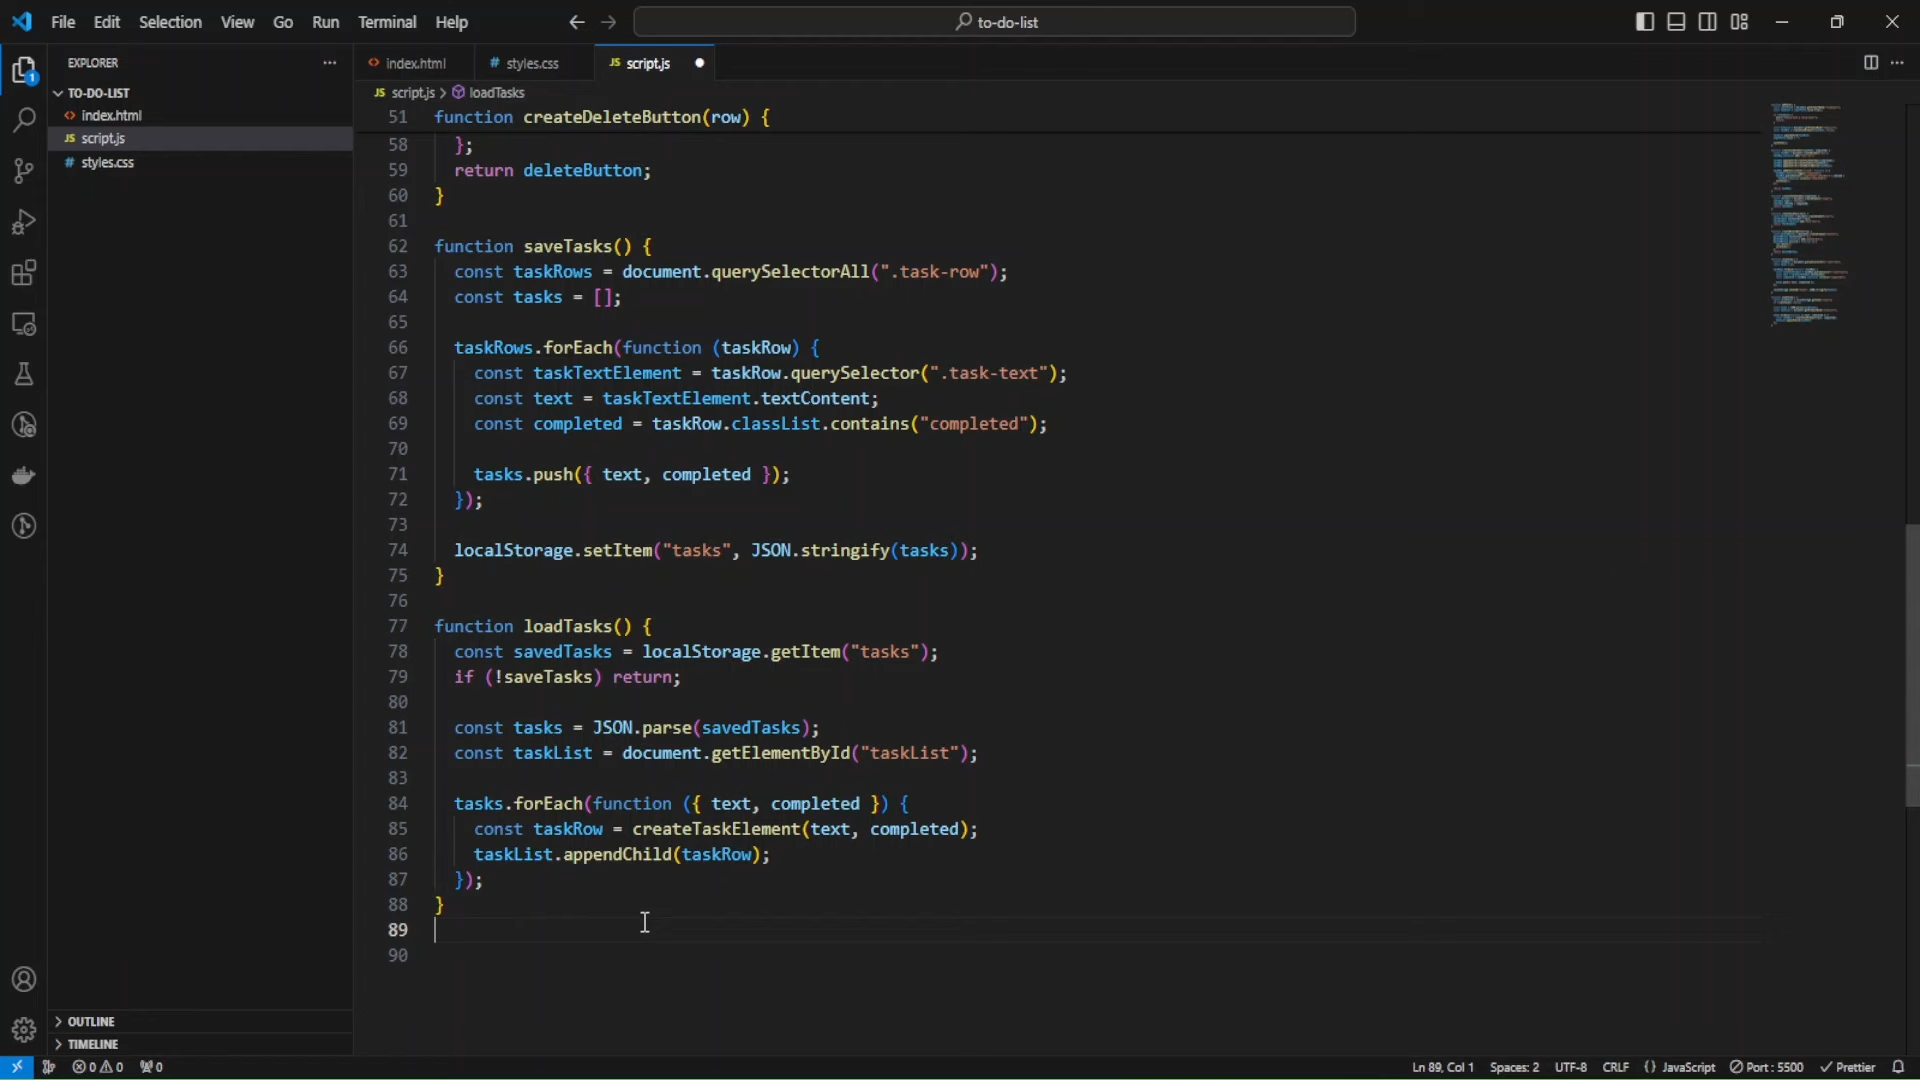 File Edit Selection View Go Run Terminal Help
to-do-list
EXPLORER
TO-DO-LIST
<> index.html
JS script.js
# styles.css
OUTLINE
TIMELINE
<> index.html
# styles.css
JS script.js
JS script.js > loadTasks
51 function createDeleteButton(row) {
58 };
59 return deleteButton;
60 }
61
62 function saveTasks() {
63 const taskRows = document.querySelectorAll(".task-row");
64 const tasks = [];
65
66 taskRows.forEach(function (taskRow) {
67 const taskTextElement = taskRow.querySelector(".task-text");
68 const text = taskTextElement.textContent;
69 const completed = taskRow.classList.contains("completed");
70
71 tasks.push({ text, completed });
72 });
73
74 localStorage.setItem("tasks", JSON.stringify(tasks));
75 }
76
77 function loadTasks() {
78 const savedTasks = localStorage.getItem("tasks");
79 if (!saveTasks) return;
80
81 const tasks = JSON.parse(savedTasks);
82 const taskList = document.getElementById("taskList");
83
84 tasks.forEach(function ({ text, completed }) {
85 const taskRow = createTaskElement(text, completed);
86 taskList.appendChild(taskRow);
87 });
88 }
89
90
1
0 0 0
Ln 89, Col 1 Spaces: 2 UTF-8 CRLF {} JavaScript Port : 5500 Prettier